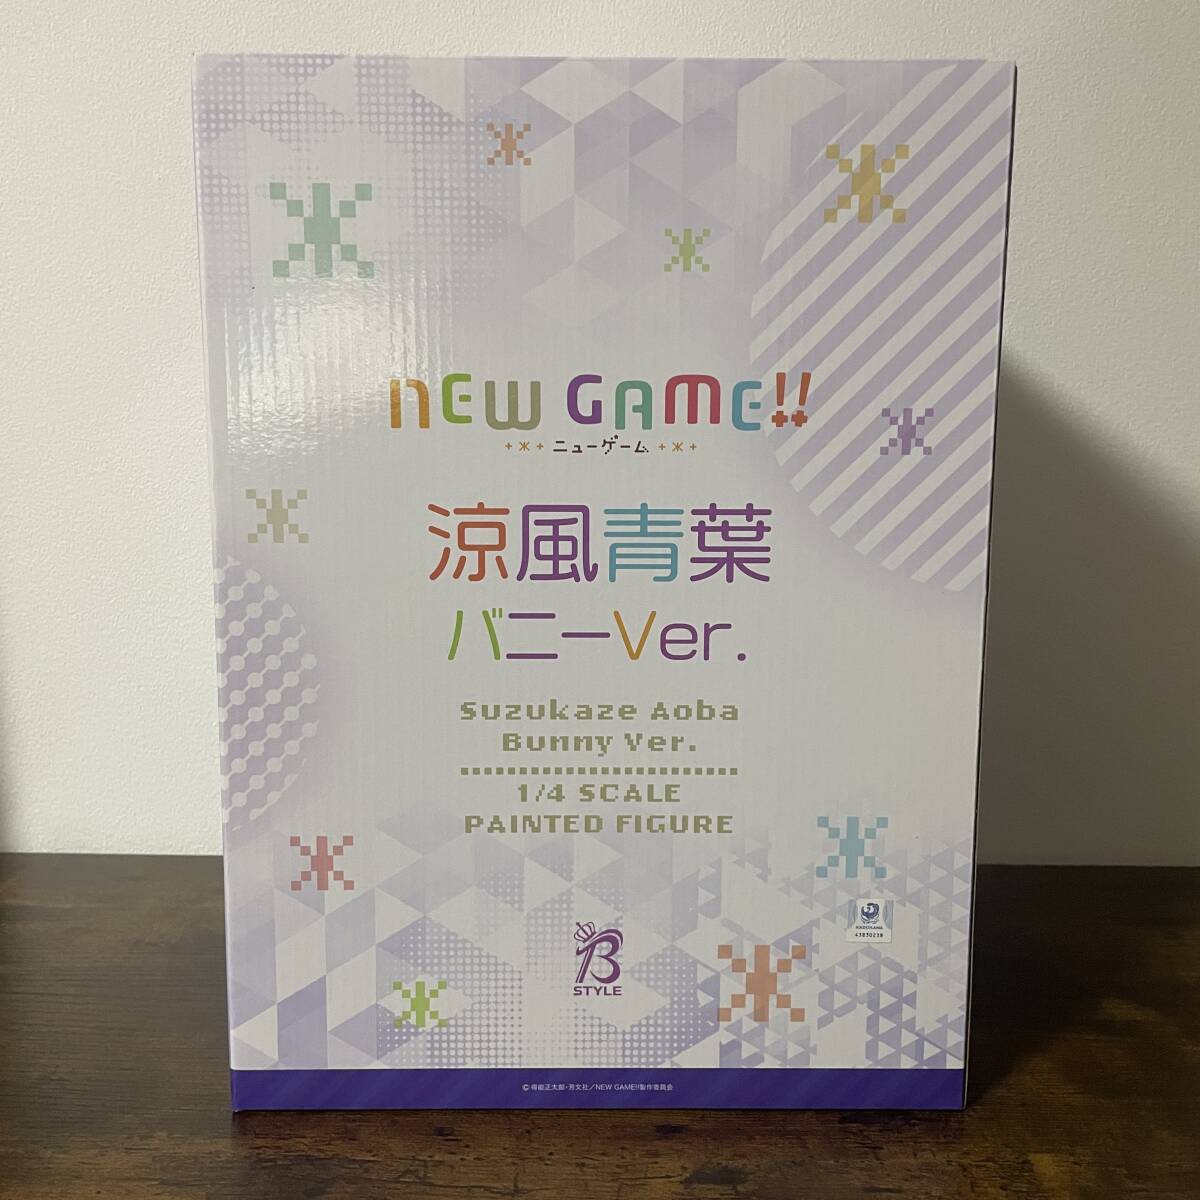 NEW GAME!!
ニューゲーム
涼風青葉
バニーVer.
Suzukaze Aoba
Bunny Ver.
1/4 SCALE
PAINTED FIGURE
B
STYLE
KADOKAWA
43830238
© 得能正太郎・芳文社／NEW GAME!!製作委員会